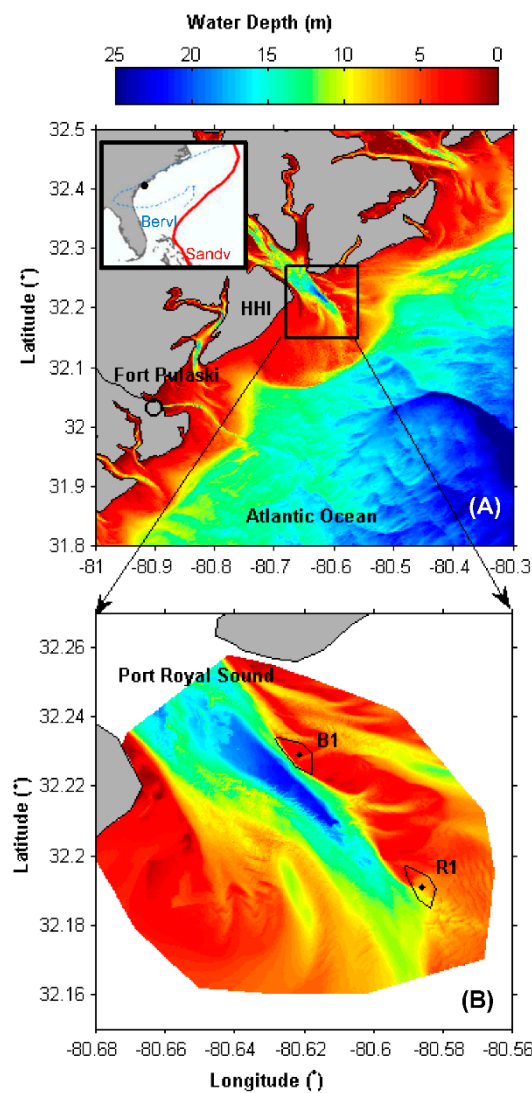 Water Depth (m)
25 20 15 10 5 0
32.5
32.4
32.3
32.2
32.1
32
31.9
31.8
Latitude (°)
Beryl
Sandy
HHI
Fort Pulaski
Atlantic Ocean
(A)
-81 -80.9 -80.8 -80.7 -80.6 -80.5 -80.4 -80.3
32.26
32.24
32.22
32.2
32.18
32.16
Latitude (°)
Port Royal Sound
B1
R1
(B)
-80.68 -80.66 -80.64 -80.62 -80.6 -80.58 -80.56
Longitude (°)